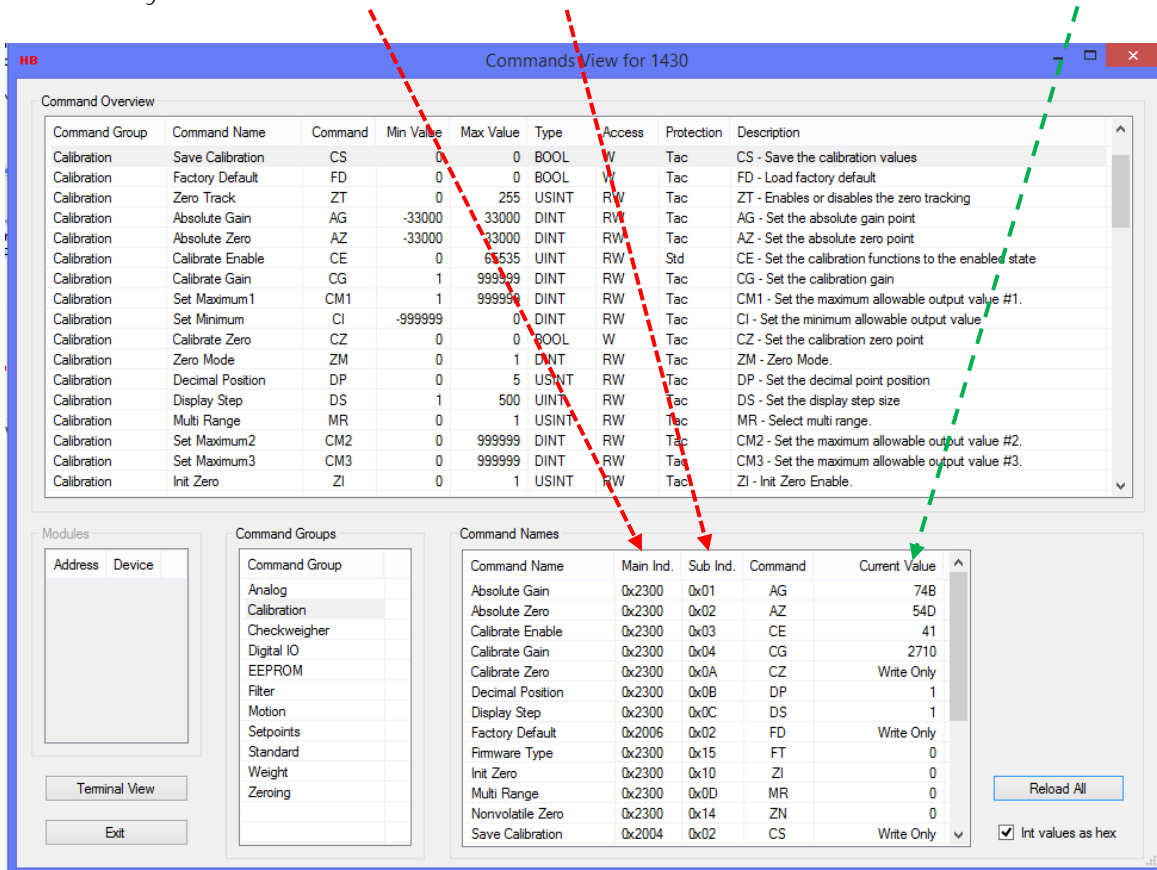 HB Commands View for 1430
Command Overview
Command Group Command Name Command Min Value Max Value Type Access Protection Description
Calibration Save Calibration CS 0 0 BOOL W Tac CS - Save the calibration values
Calibration Factory Default FD 0 0 BOOL W Tac FD - Load factory default
Calibration Zero Track ZT 0 255 USINT RW Tac ZT - Enables or disables the zero tracking
Calibration Absolute Gain AG -33000 33000 DINT RW Tac AG - Set the absolute gain point
Calibration Absolute Zero AZ -33000 33000 DINT RW Tac AZ - Set the absolute zero point
Calibration Calibrate Enable CE 0 65535 UINT RW Std CE - Set the calibration functions to the enabled state
Calibration Calibrate Gain CG 1 999999 DINT RW Tac CG - Set the calibration gain
Calibration Set Maximum1 CM1 1 999999 DINT RW Tac CM1 - Set the maximum allowable output value #1.
Calibration Set Minimum CI -999999 0 DINT RW Tac CI - Set the minimum allowable output value
Calibration Calibrate Zero CZ 0 0 BOOL W Tac CZ - Set the calibration zero point
Calibration Zero Mode ZM 0 1 DINT RW Tac ZM - Zero Mode.
Calibration Decimal Position DP 0 5 USINT RW Tac DP - Set the decimal point position
Calibration Display Step DS 1 500 UINT RW Tac DS - Set the display step size
Calibration Multi Range MR 0 1 USINT RW Tac MR - Select multi range.
Calibration Set Maximum2 CM2 0 999999 DINT RW Tac CM2 - Set the maximum allowable output value #2.
Calibration Set Maximum3 CM3 0 999999 DINT RW Tac CM3 - Set the maximum allowable output value #3.
Calibration Init Zero ZI 0 1 USINT RW Tac ZI - Init Zero Enable.
Modules
Address Device
Terminal View
Exit
Command Groups
Command Group
Analog
Calibration
Checkweigher
Digital IO
EEPROM
Filter
Motion
Setpoints
Standard
Weight
Zeroing
Command Names
Command Name Main Ind. Sub Ind. Command Current Value
Absolute Gain 0x2300 0x01 AG 74B
Absolute Zero 0x2300 0x02 AZ 54D
Calibrate Enable 0x2300 0x03 CE 41
Calibrate Gain 0x2300 0x04 CG 2710
Calibrate Zero 0x2300 0x0A CZ Write Only
Decimal Position 0x2300 0x0B DP 1
Display Step 0x2300 0x0C DS 1
Factory Default 0x2006 0x02 FD Write Only
Firmware Type 0x2300 0x15 FT 0
Init Zero 0x2300 0x10 ZI 0
Multi Range 0x2300 0x0D MR 0
Nonvolatile Zero 0x2300 0x14 ZN 0
Save Calibration 0x2004 0x02 CS Write Only
Reload All
Int values as hex